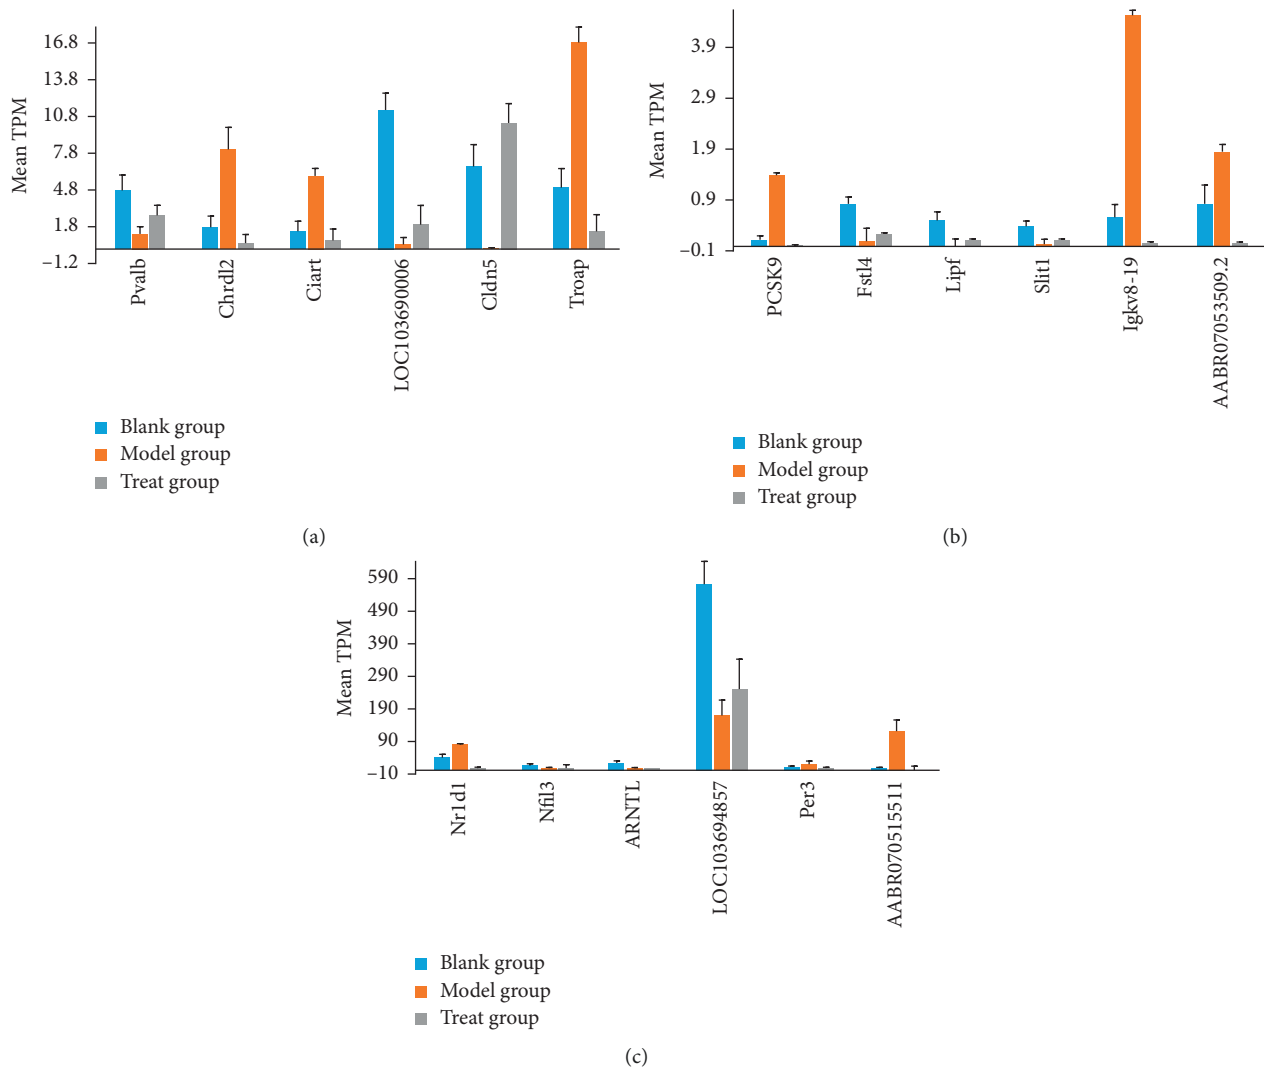 Mean TPM
16.8
13.8
10.8
7.8
4.8
1.8
−1.2
Pvalb
Chrdl2
Ciart
LOC103690006
Cldn5
Troap
Blank group
Model group
Treat group
(a)
Mean TPM
3.9
2.9
1.9
0.9
−0.1
PCSK9
Fstl4
Lipf
Slit1
Igkv8-19
AABR07053509.2
Blank group
Model group
Treat group
(b)
Mean TPM
590
490
390
290
190
90
−10
Nr1d1
Nfil3
ARNTL
LOC103694857
Per3
AABR070515511
Blank group
Model group
Treat group
(c)